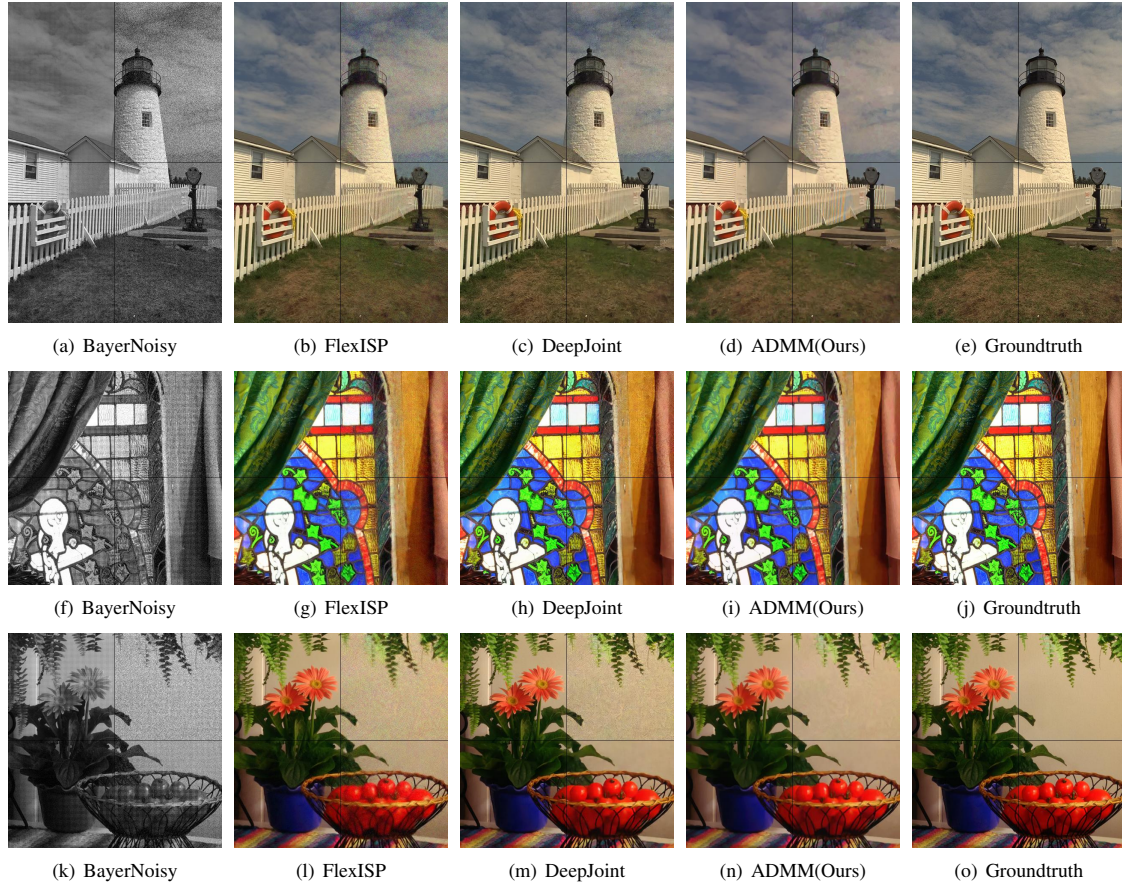 (a) BayerNoisy (b) FlexISP (c) DeepJoint (d) ADMM(Ours) (e) Groundtruth
(f) BayerNoisy (g) FlexISP (h) DeepJoint (i) ADMM(Ours) (j) Groundtruth
(k) BayerNoisy (l) FlexISP (m) DeepJoint (n) ADMM(Ours) (o) Groundtruth